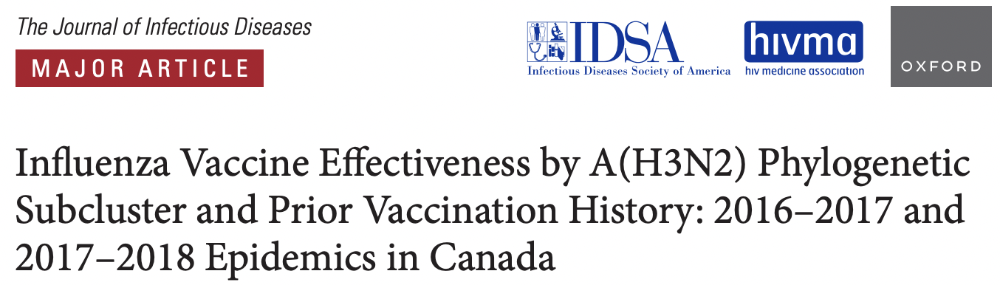 The Journal of Infectious Diseases
MAJOR ARTICLE
IDSA
Infectious Diseases Society of America
hivma
hiv medicine association
OXFORD
Influenza Vaccine Effectiveness by A(H3N2) Phylogenetic
Subcluster and Prior Vaccination History: 2016–2017 and
2017–2018 Epidemics in Canada